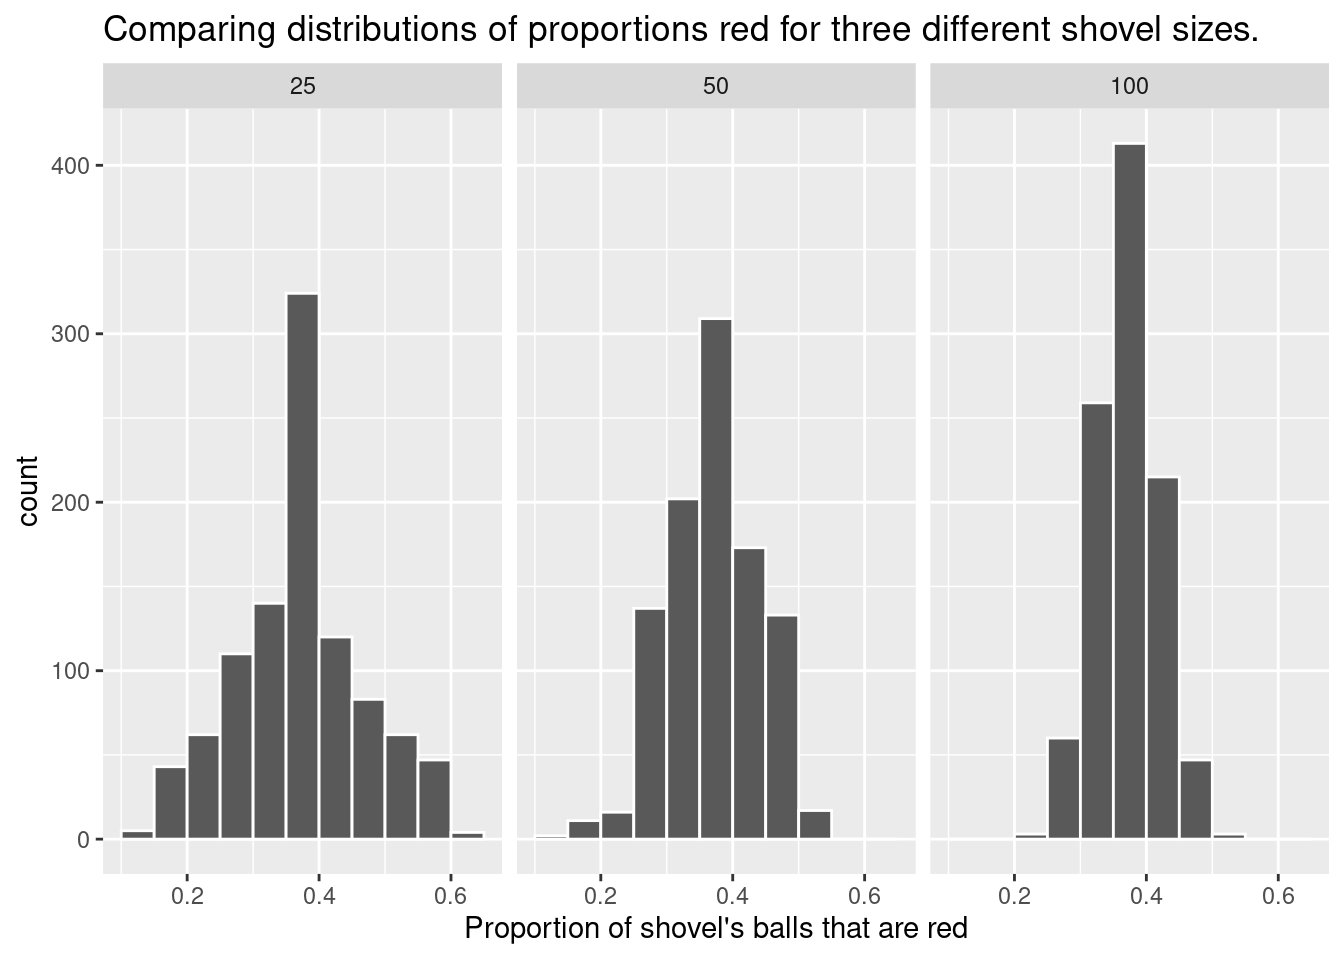 Comparing distributions of proportions red for three different shovel sizes.
25 50 100
400
300
200
100
0
count
0.2 0.4 0.6 0.2 0.4 0.6 0.2 0.4 0.6
Proportion of shovel's balls that are red